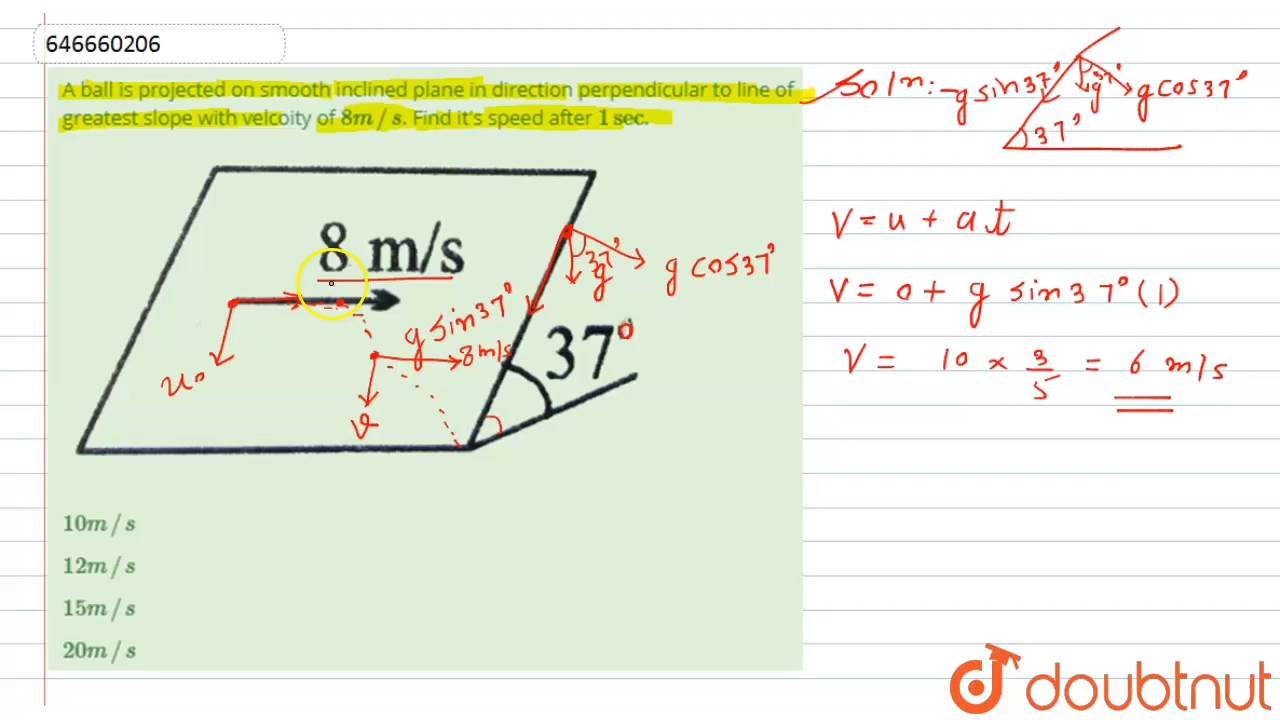 646660206
A ball is projected on smooth inclined plane in direction perpendicular to line of
greatest slope with velcoity of 8m/s. Find it's speed after 1 sec.
8 m/s
37°
g
g cos37°
g sin37°
8m/s
37°
u₀
v
10m/s
12m/s
15m/s
20m/s
Soln:-
g sin37°
37°
g
g cos37°
37°
V = u + at
V = 0 + g sin37°(1)
V = 10 × 3/5 = 6 m/s
doubtnut